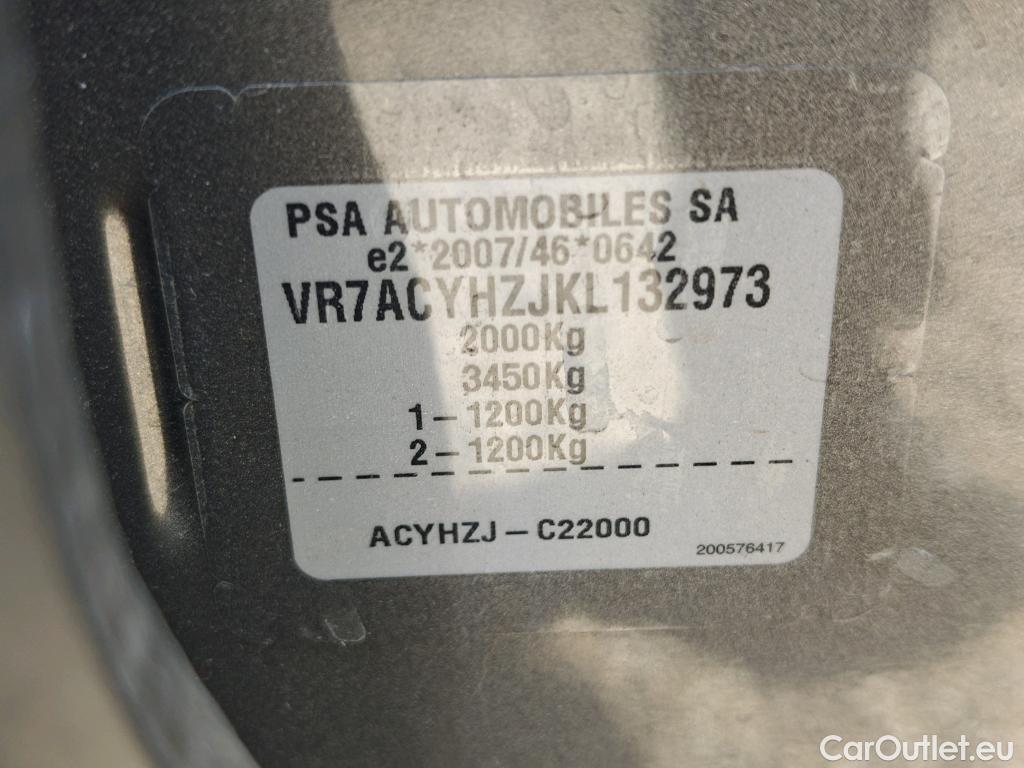 PSA AUTOMOBILES SA
e2*2007/46*0642
VR7ACYHZJKL132973
2000Kg
3450Kg
1-1200Kg
2-1200Kg
ACYHZJ-C22000
200576417
CarOutlet.eu